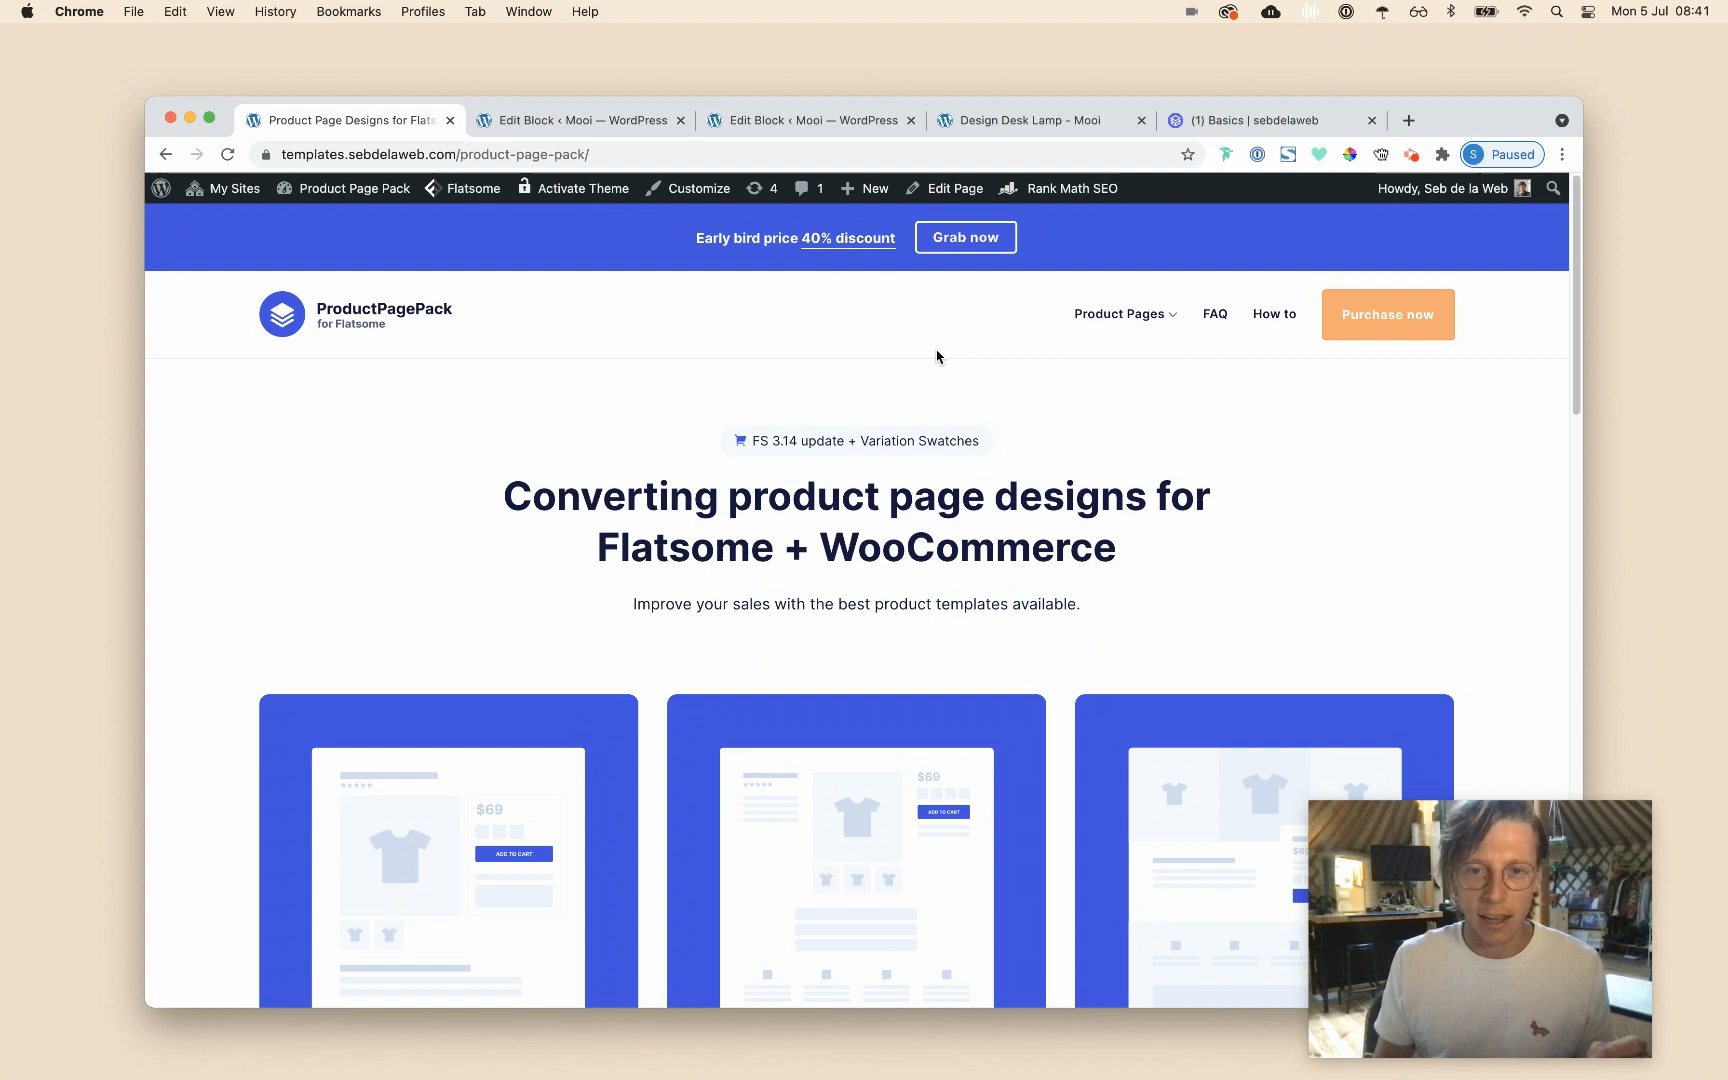 Chrome File Edit View History Bookmarks Profiles Tab Window Help Mon 5 Jul 08:41
Product Page Designs for Flats Edit Block ‹ Mooi — WordPress Edit Block ‹ Mooi — WordPress Design Desk Lamp - Mooi (1) Basics | sebdelaweb
templates.sebdelaweb.com/product-page-pack/ S Paused
My Sites Product Page Pack Flatsome Activate Theme Customize 4 1 New Edit Page Rank Math SEO Howdy, Seb de la Web
Early bird price 40% discount Grab now
ProductPagePack
for Flatsome
Product Pages FAQ How to Purchase now
FS 3.14 update + Variation Swatches
Converting product page designs for
Flatsome + WooCommerce
Improve your sales with the best product templates available.
$69
ADD TO CART
$69
ADD TO CART